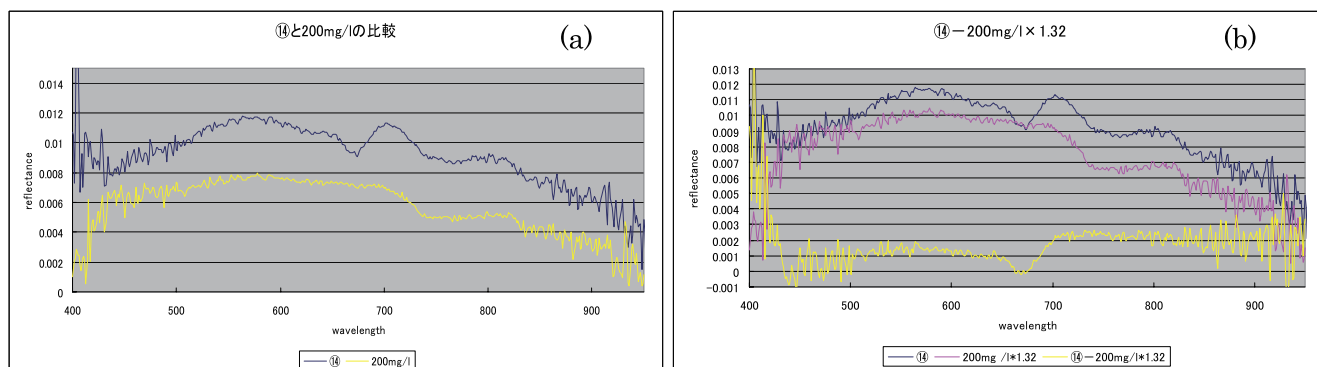 ⑭と200mg/lの比較
(a)
0.014
0.012
0.01
0.008
0.006
0.004
0.002
0
reflectance
400 500 600 700 800 900
wavelength
⑭ 200mg/l
⑭－200mg/l×1.32
(b)
0.013
0.012
0.011
0.01
0.009
0.008
0.007
0.006
0.005
0.004
0.003
0.002
0.001
0
-0.001
reflectance
400 500 600 700 800 900
wavelength
⑭ 200mg /l*1.32 ⑭－200mg/l*1.32